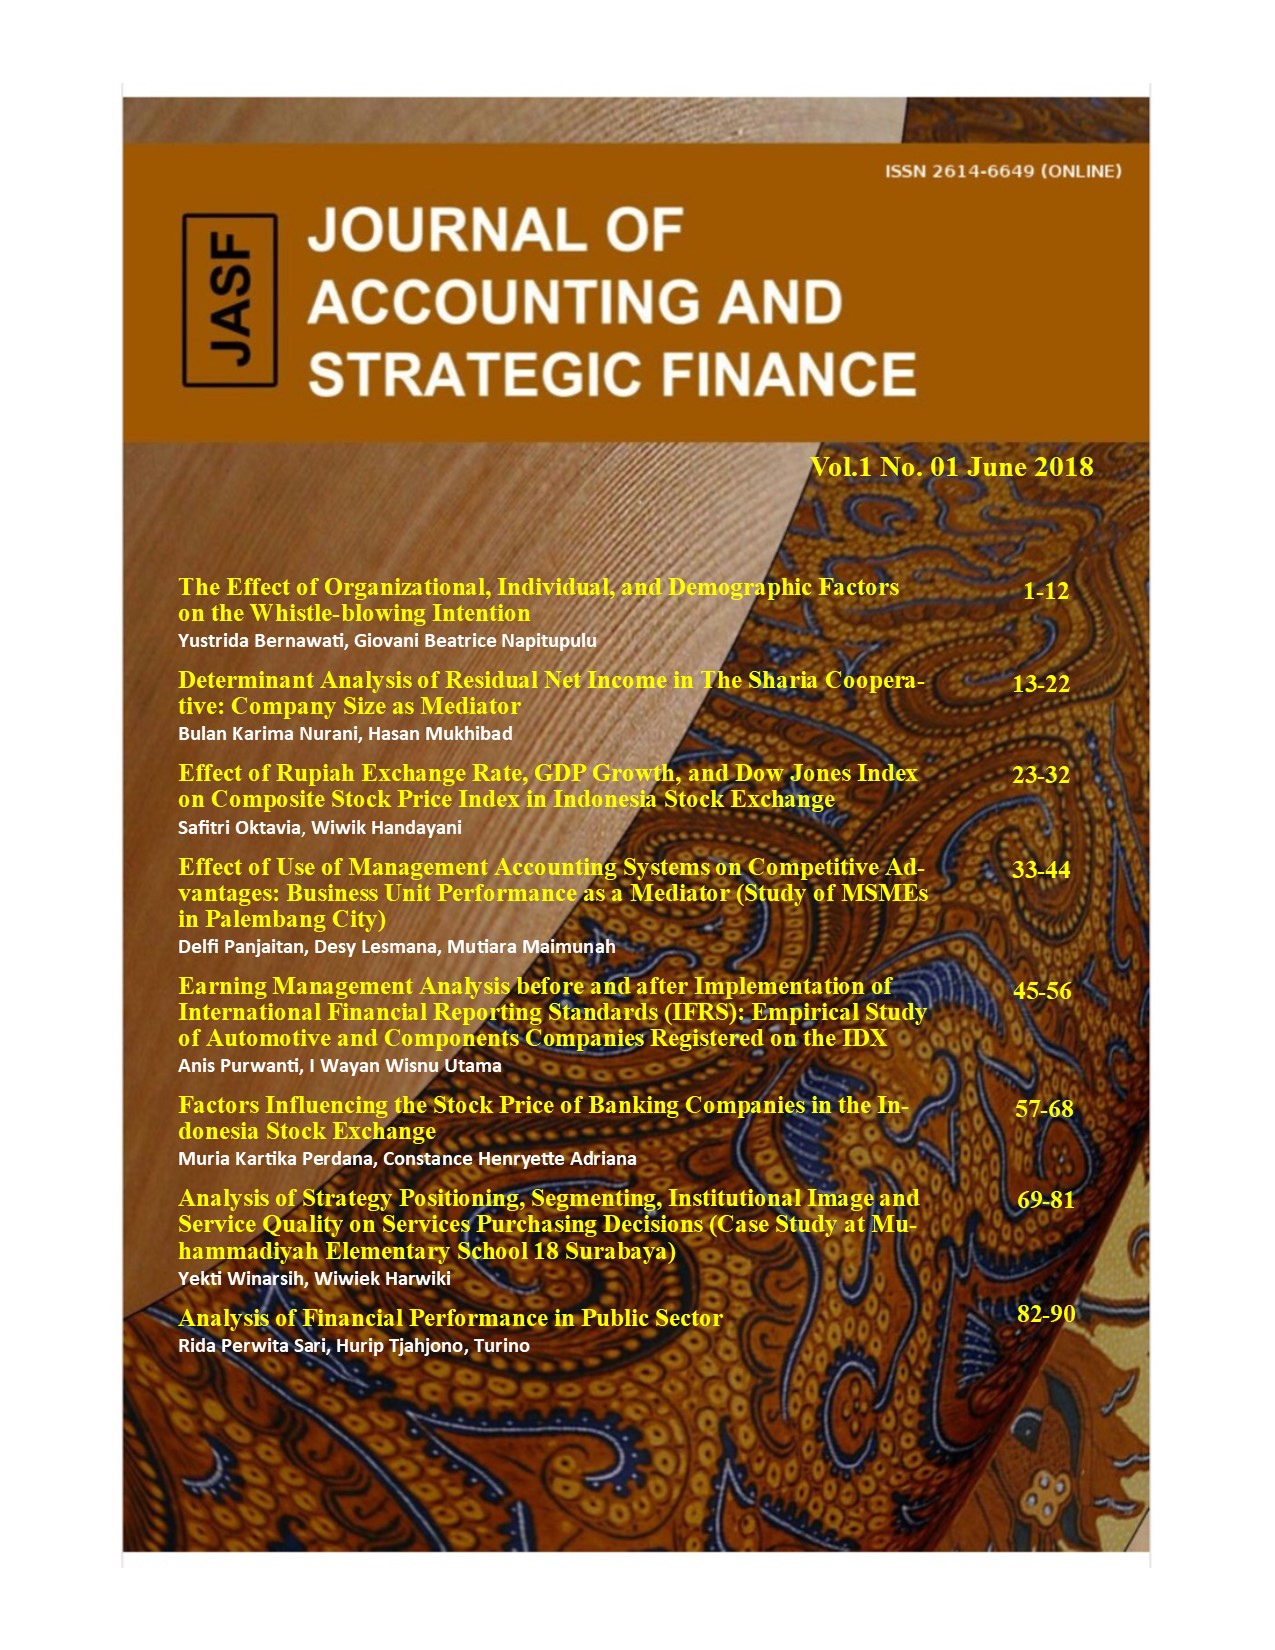 ISSN 2614-6649 (ONLINE)
JASF
JOURNAL OF
ACCOUNTING AND
STRATEGIC FINANCE
Vol.1 No. 01 June 2018
The Effect of Organizational, Individual, and Demographic Factors
on the Whistle-blowing Intention
1-12
Yustrida Bernawati, Giovani Beatrice Napitupulu
Determinant Analysis of Residual Net Income in The Sharia Coopera-
tive: Company Size as Mediator
13-22
Bulan Karima Nurani, Hasan Mukhibad
Effect of Rupiah Exchange Rate, GDP Growth, and Dow Jones Index
on Composite Stock Price Index in Indonesia Stock Exchange
23-32
Safitri Oktavia, Wiwik Handayani
Effect of Use of Management Accounting Systems on Competitive Ad-
vantages: Business Unit Performance as a Mediator (Study of MSMEs
in Palembang City)
33-44
Delfi Panjaitan, Desy Lesmana, Mutiara Maimunah
Earning Management Analysis before and after Implementation of
International Financial Reporting Standards (IFRS): Empirical Study
of Automotive and Components Companies Registered on the IDX
45-56
Anis Purwanti, I Wayan Wisnu Utama
Factors Influencing the Stock Price of Banking Companies in the In-
donesia Stock Exchange
57-68
Muria Kartika Perdana, Constance Henryette Adriana
Analysis of Strategy Positioning, Segmenting, Institutional Image and
Service Quality on Services Purchasing Decisions (Case Study at Mu-
hammadiyah Elementary School 18 Surabaya)
69-81
Yekti Winarsih, Wiwiek Harwiki
Analysis of Financial Performance in Public Sector
82-90
Rida Perwita Sari, Hurip Tjahjono, Turino